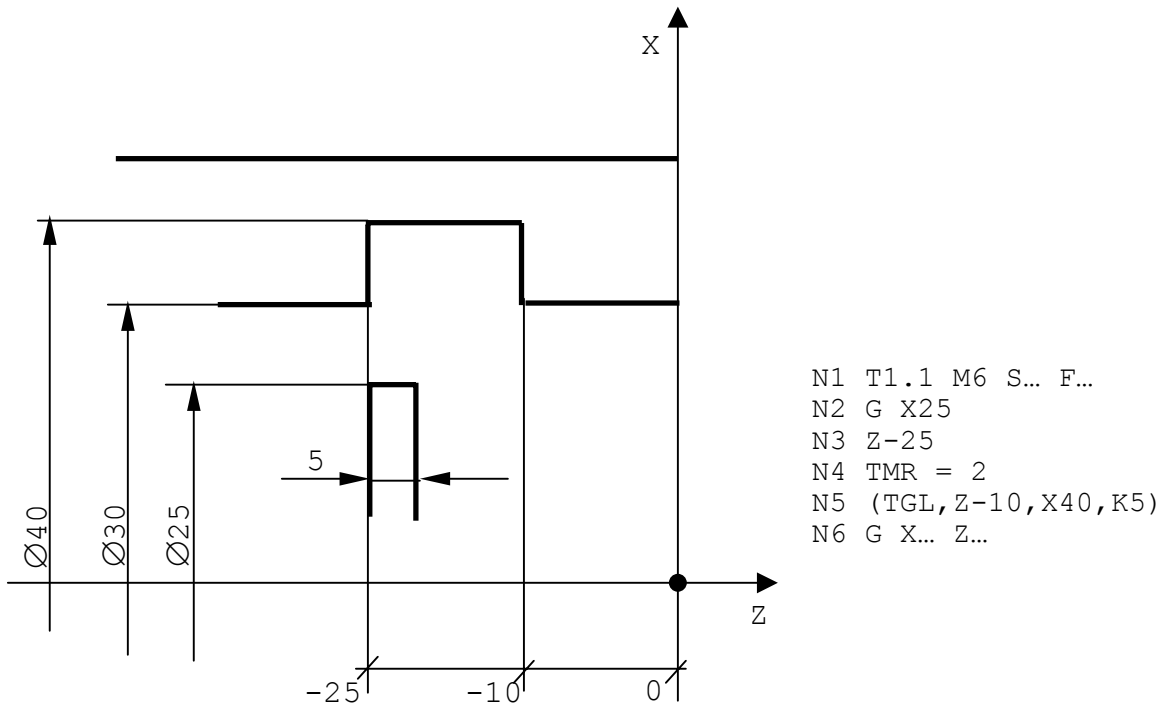 X
5
Ø40
Ø30
Ø25
N1 T1.1 M6 S… F…
N2 G X25
N3 Z-25
N4 TMR = 2
N5 (TGL,Z-10,X40,K5)
N6 G X… Z…
Z
-25
-10
0